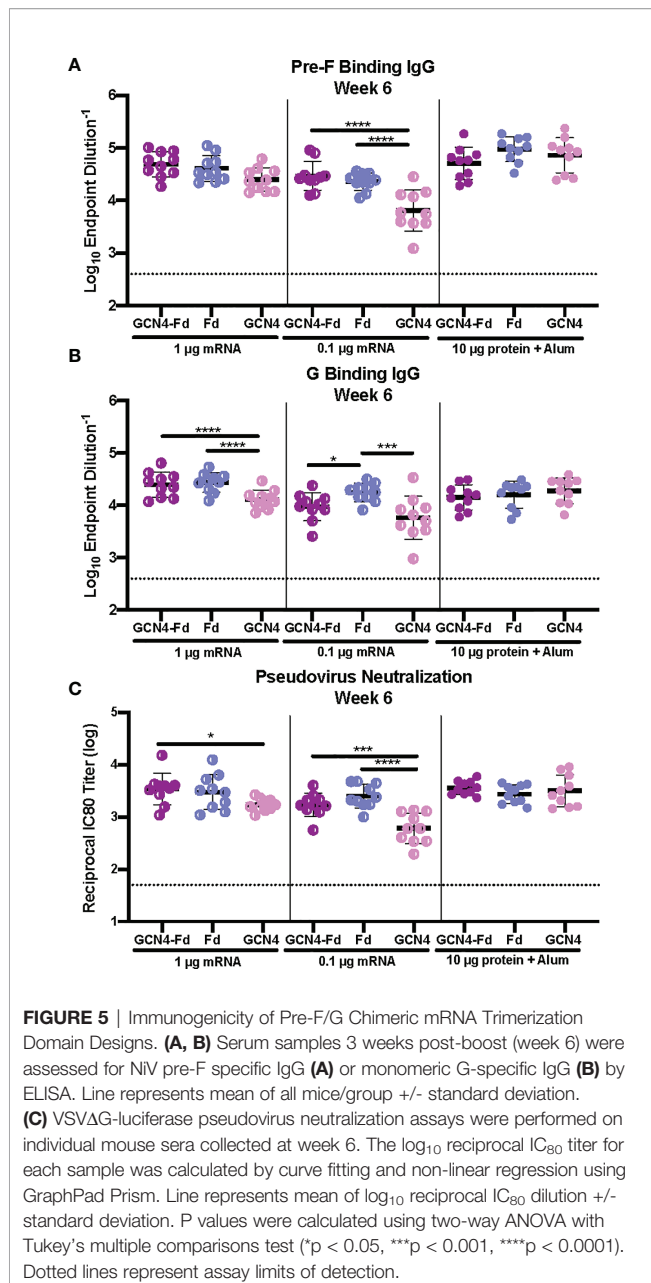 A
Pre-F Binding IgG
Week 6
Log10 Endpoint Dilution-1
6
5
4
3
2
****
****
GCN4-Fd Fd GCN4 GCN4-Fd Fd GCN4 GCN4-Fd Fd GCN4
1 µg mRNA 0.1 µg mRNA 10 µg protein + Alum
B
G Binding IgG
Week 6
Log10 Endpoint Dilution-1
6
5
4
3
2
****
****
* ***
GCN4-Fd Fd GCN4 GCN4-Fd Fd GCN4 GCN4-Fd Fd GCN4
1 µg mRNA 0.1 µg mRNA 10 µg protein + Alum
C
Pseudovirus Neutralization
Week 6
Reciprocal IC80 Titer (log)
5
4
3
2
1
*
***
****
GCN4-Fd Fd GCN4 GCN4-Fd Fd GCN4 GCN4-Fd Fd GCN4
1 µg mRNA 0.1 µg mRNA 10 µg protein + Alum
FIGURE 5 | Immunogenicity of Pre-F/G Chimeric mRNA Trimerization
Domain Designs. (A, B) Serum samples 3 weeks post-boost (week 6) were
assessed for NiV pre-F specific IgG (A) or monomeric G-specific IgG (B) by
ELISA. Line represents mean of all mice/group +/- standard deviation.
(C) VSVΔG-luciferase pseudovirus neutralization assays were performed on
individual mouse sera collected at week 6. The log10 reciprocal IC80 titer for
each sample was calculated by curve fitting and non-linear regression using
GraphPad Prism. Line represents mean of log10 reciprocal IC80 dilution +/-
standard deviation. P values were calculated using two-way ANOVA with
Tukey's multiple comparisons test (*p < 0.05, ***p < 0.001, ****p < 0.0001).
Dotted lines represent assay limits of detection.